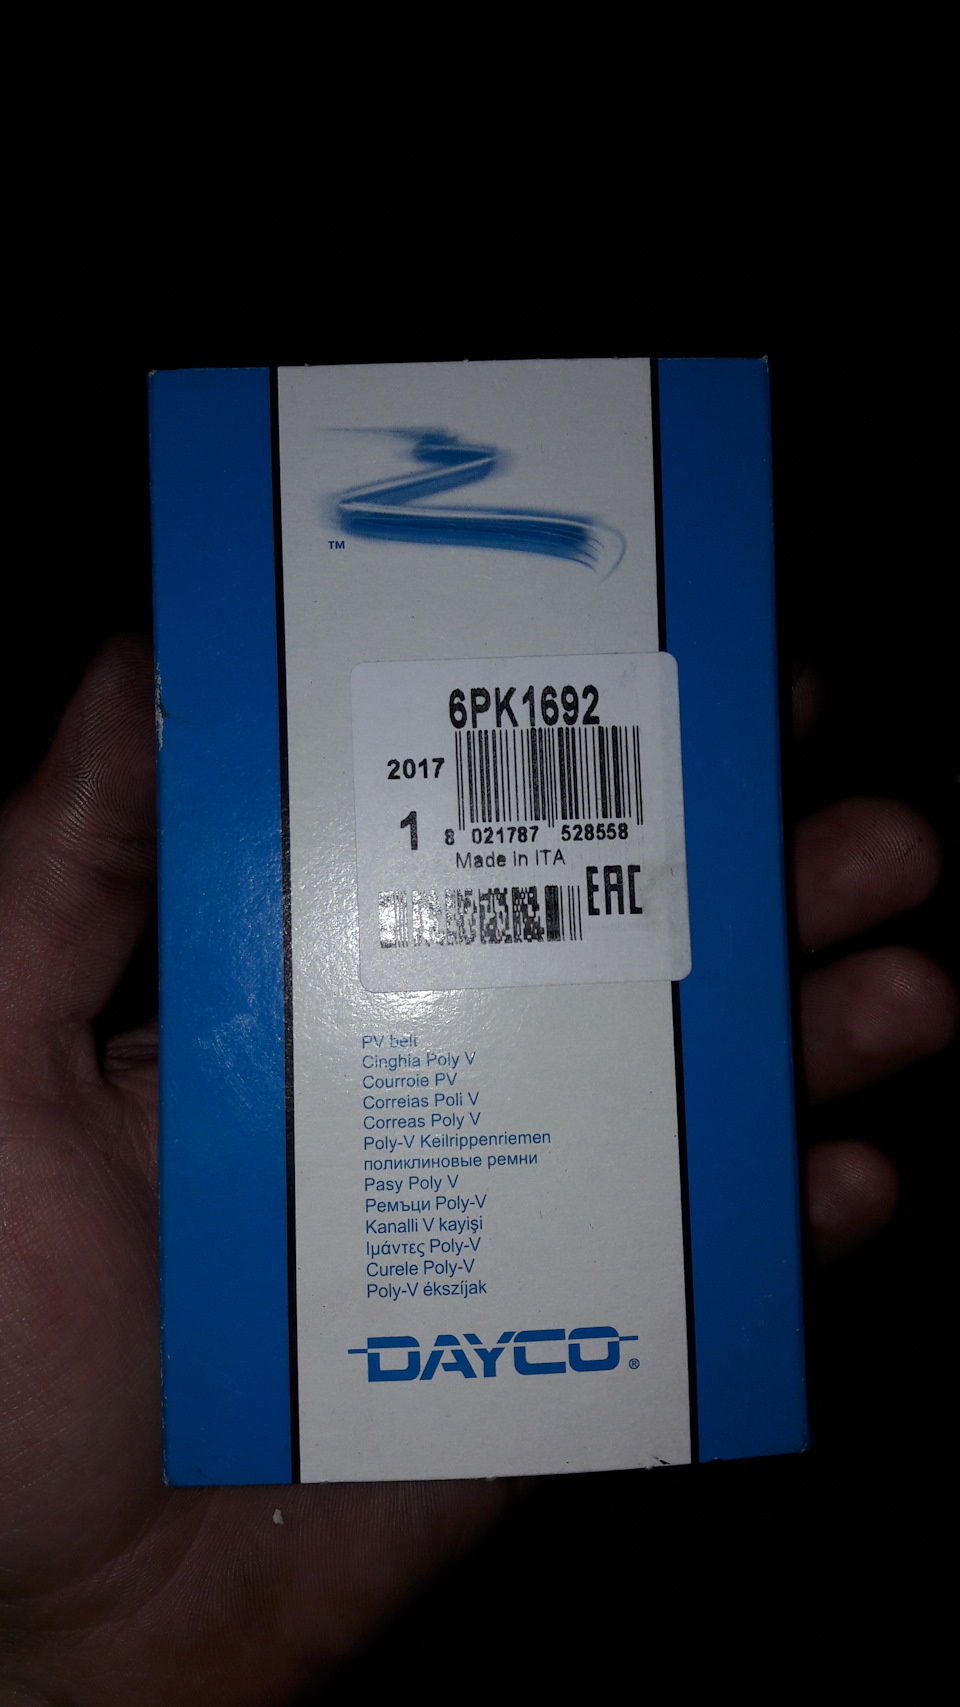 TM
6PK1692
2017
1
8 021787 528558
Made in ITA
EAC
PV belt
Cinghia Poly V
Courroie PV
Correias Poli V
Correas Poly V
Poly-V Keilrippenriemen
поликлиновые ремни
Pasy Poly V
Ремъци Poly-V
Kanalli V kayişi
Ιμάντες Poly-V
Curele Poly-V
Poly-V ékszíjak
DAYCO®